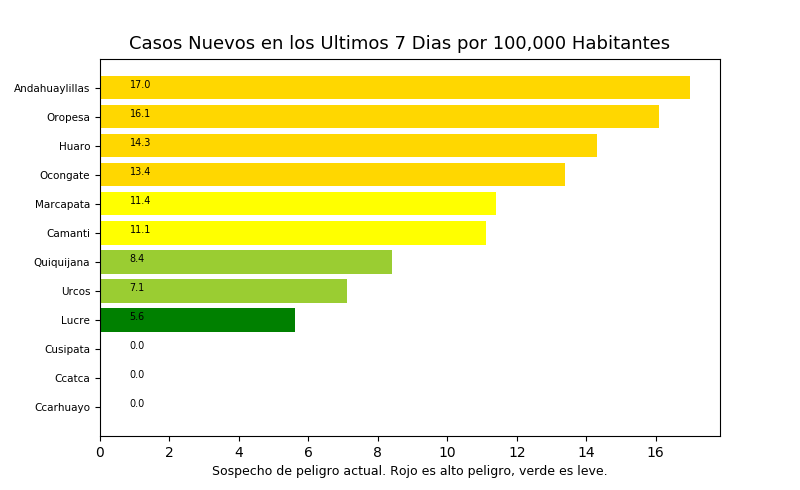 Casos Nuevos en los Ultimos 7 Dias por 100,000 Habitantes
Andahuaylillas 17.0
Oropesa 16.1
Huaro 14.3
Ocongate 13.4
Marcapata 11.4
Camanti 11.1
Quiquijana 8.4
Urcos 7.1
Lucre 5.6
Cusipata 0.0
Ccatca 0.0
Ccarhuayo 0.0
0 2 4 6 8 10 12 14 16
Sospecho de peligro actual. Rojo es alto peligro, verde es leve.